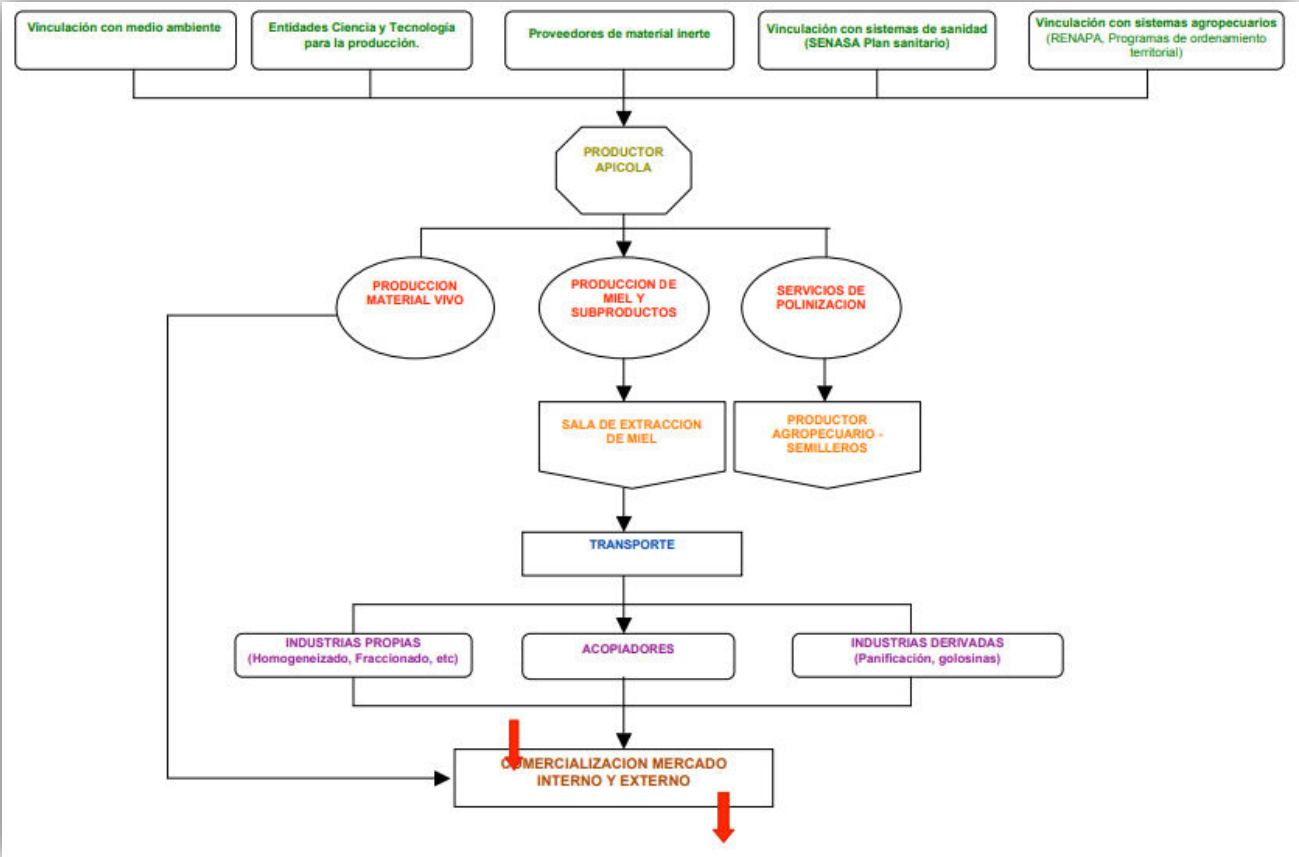 Vinculación con medio ambiente
Entidades Ciencia y Tecnología
para la producción.
Proveedores de material inerte
Vinculación con sistemas de sanidad
(SENASA Plan sanitario)
Vinculación con sistemas agropecuarios
(RENAPA, Programas de ordenamiento
territorial)
PRODUCTOR
APICOLA
PRODUCCION
MATERIAL VIVO
PRODUCCION DE
MIEL Y
SUBPRODUCTOS
SERVICIOS DE
POLINIZACION
SALA DE EXTRACCION
DE MIEL
PRODUCTOR
AGROPECUARIO -
SEMILLEROS
TRANSPORTE
INDUSTRIAS PROPIAS
(Homogeneizado, Fraccionado, etc)
ACOPIADORES
INDUSTRIAS DERIVADAS
(Panificación, golosinas)
COMERCIALIZACION MERCADO
INTERNO Y EXTERNO